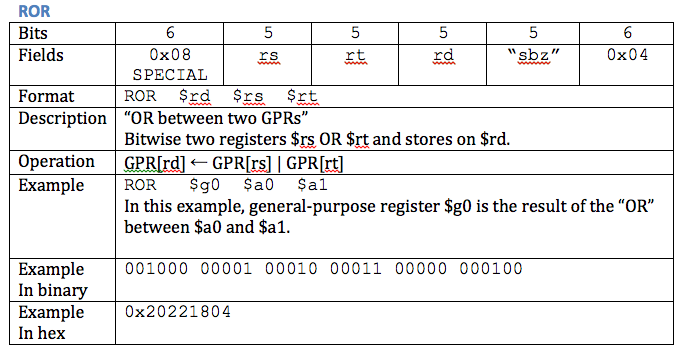 ROR
Bits 6 5 5 5 5 6
Fields 0x08 rs rt rd “sbz” 0x04
SPECIAL
Format ROR $rd $rs $rt
Description “OR between two GPRs”
Bitwise two registers $rs OR $rt and stores on $rd.
Operation GPR[rd] ← GPR[rs] | GPR[rt]
Example ROR $g0 $a0 $a1
In this example, general-purpose register $g0 is the result of the “OR”
between $a0 and $a1.
Example 001000 00001 00010 00011 00000 000100
In binary
Example 0x20221804
In hex